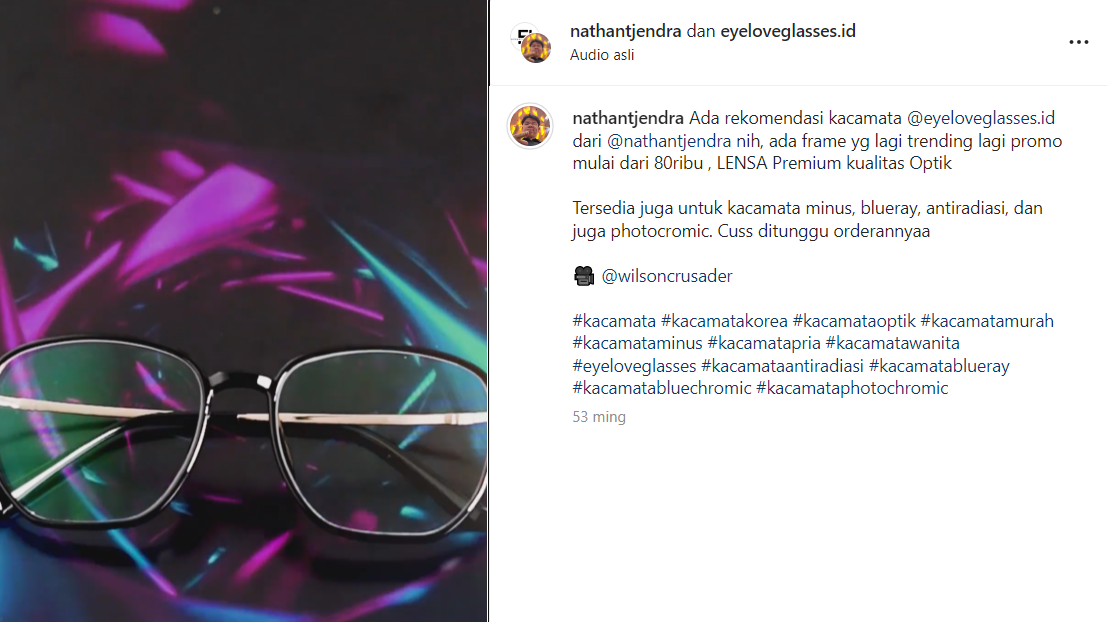 nathantjendra dan eyeloveglasses.id
Audio asli
nathantjendra Ada rekomendasi kacamata @eyeloveglasses.id
dari @nathantjendra nih, ada frame yg lagi trending lagi promo
mulai dari 80ribu , LENSA Premium kualitas Optik
Tersedia juga untuk kacamata minus, blueray, antiradiasi, dan
juga photocromic. Cuss ditunggu orderannyaa
🎥 @wilsoncrusader
#kacamata #kacamatakorea #kacamataoptik #kacamatamurah
#kacamataminus #kacamatapria #kacamatawanita
#eyeloveglasses #kacamataantiradiasi #kacamatablueray
#kacamatabluechromic #kacamataphotochromic
53 ming